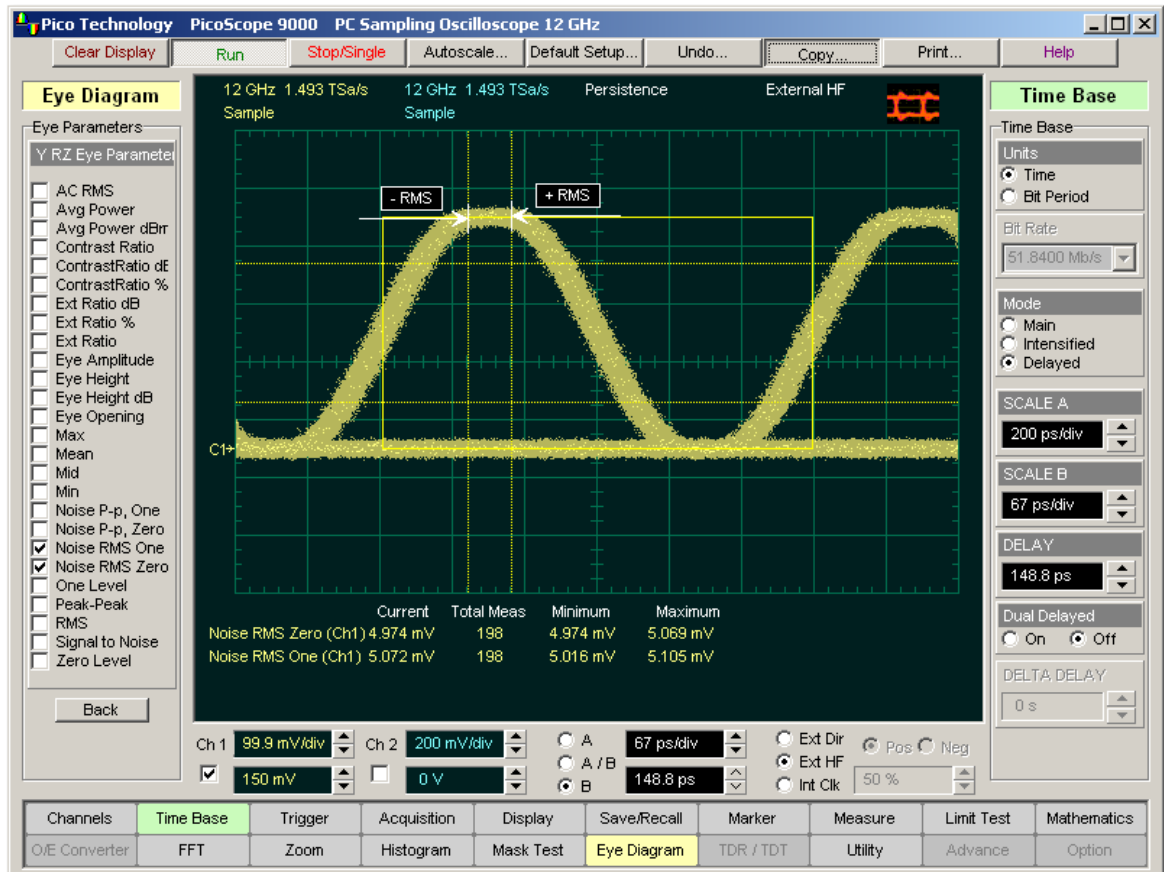 Pico Technology PicoScope 9000 PC Sampling Oscilloscope 12 GHz
Clear Display Run Stop/Single Autoscale... Default Setup... Undo... Copy... Print... Help
Eye Diagram
Eye Parameters
Y RZ Eye Parameter
AC RMS
Avg Power
Avg Power dBm
Contrast Ratio
ContrastRatio dB
ContrastRatio %
Ext Ratio dB
Ext Ratio %
Ext Ratio
Eye Amplitude
Eye Height
Eye Height dB
Eye Opening
Max
Mean
Mid
Min
Noise P-p, One
Noise P-p, Zero
Noise RMS One
Noise RMS Zero
One Level
Peak-Peak
RMS
Signal to Noise
Zero Level
Back
12 GHz 1.493 TSa/s 12 GHz 1.493 TSa/s Persistence External HF
Sample Sample
- RMS + RMS
C1
Current Total Meas Minimum Maximum
Noise RMS Zero (Ch1) 4.974 mV 198 4.974 mV 5.069 mV
Noise RMS One (Ch1) 5.072 mV 198 5.016 mV 5.105 mV
Time Base
Time Base
Units
Time
Bit Period
Bit Rate
51.8400 Mb/s
Mode
Main
Intensified
Delayed
SCALE A
200 ps/div
SCALE B
67 ps/div
DELAY
148.8 ps
Dual Delayed
On Off
DELTA DELAY
0 s
Ch 1 99.9 mV/div Ch 2 200 mV/div A 67 ps/div Ext Dir Pos Neg
A / B Ext HF
150 mV 0 V B 148.8 ps Int Clk 50 %
Channels Time Base Trigger Acquisition Display Save/Recall Marker Measure Limit Test Mathematics
O/E Converter FFT Zoom Histogram Mask Test Eye Diagram TDR / TDT Utility Advance Option